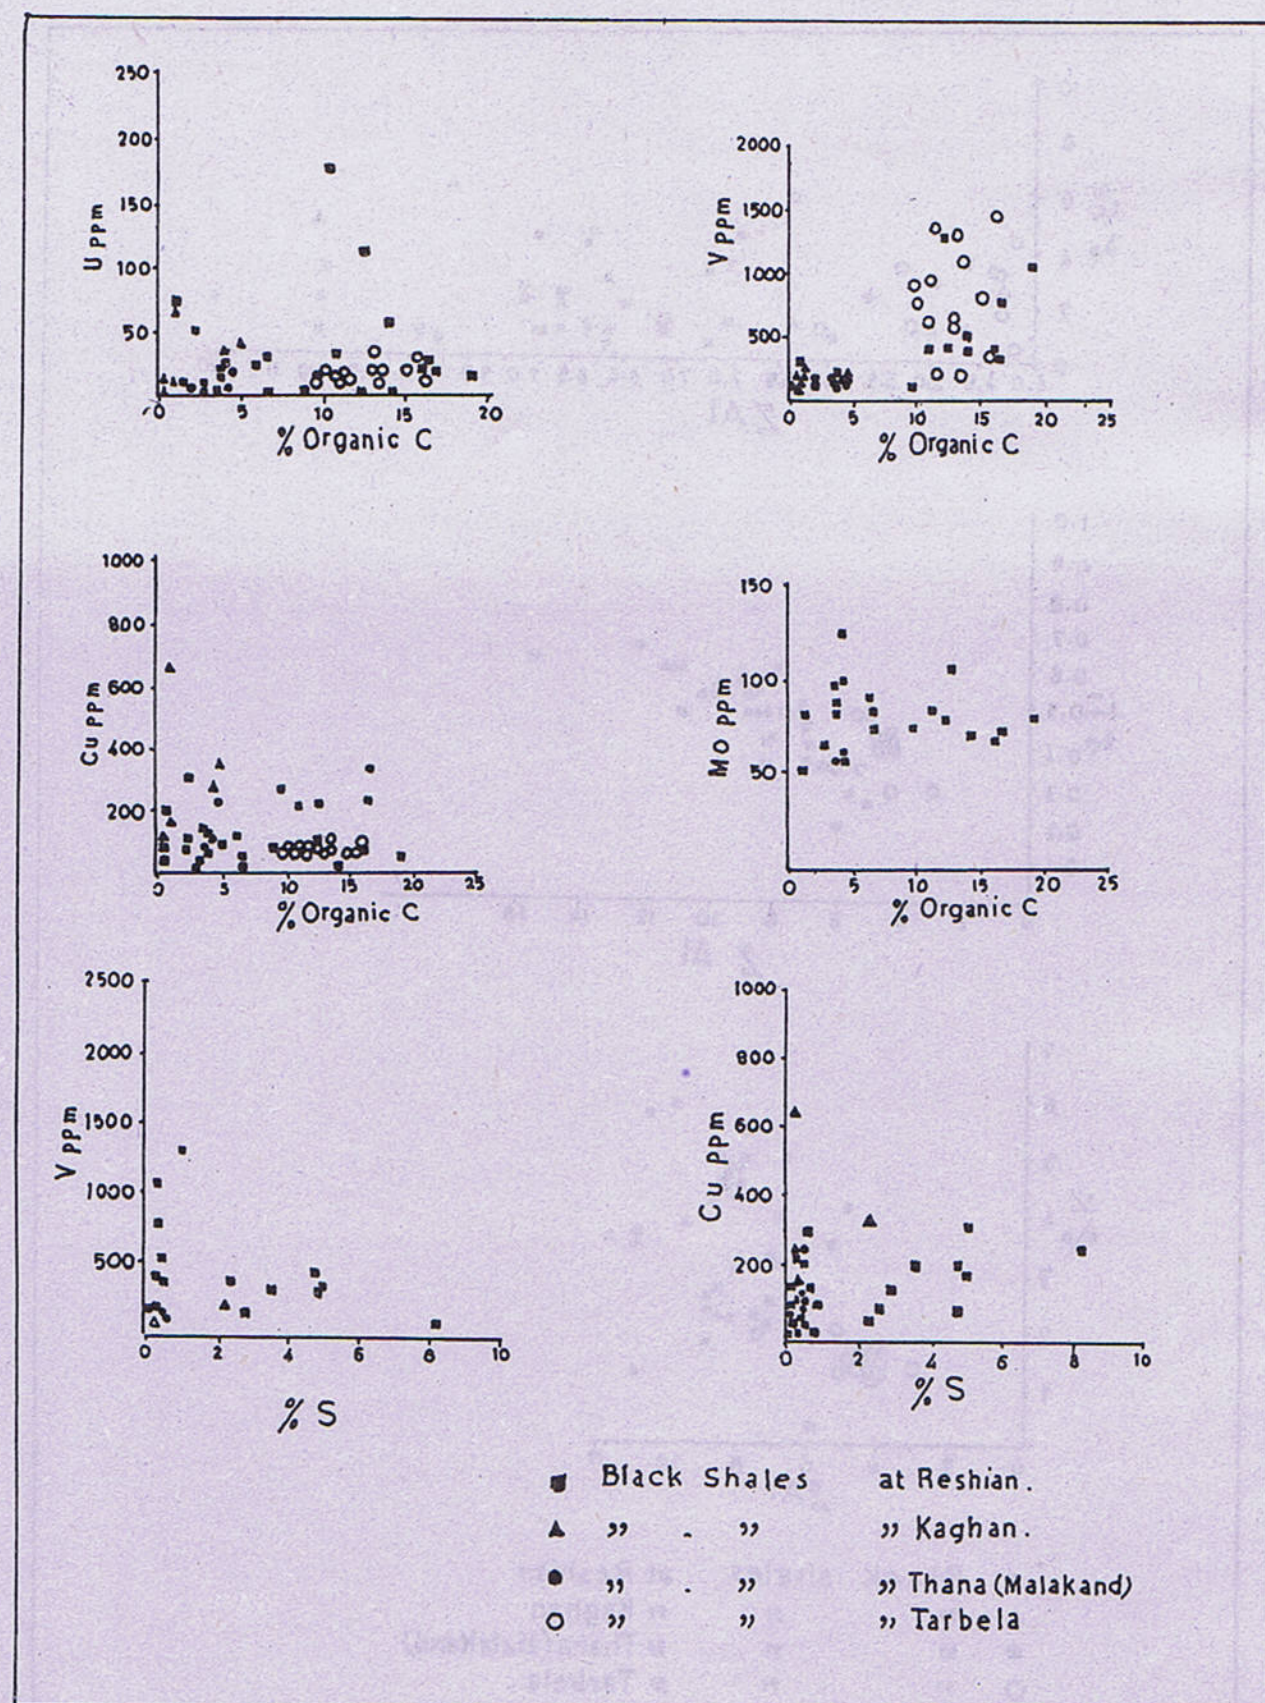 250
200
150
100
50
0 5 10 15 20
U ppm
% Organic C
2000
1500
1000
500
0 5 10 15 20 25
V ppm
% Organic C
1000
800
600
400
200
0 5 10 15 20 25
Cu ppm
% Organic C
150
100
50
0 5 10 15 20 25
Mo ppm
% Organic C
2500
2000
1500
1000
500
0 2 4 6 8 10
V ppm
% S
1000
800
600
400
200
0 2 4 6 8 10
Cu ppm
% S
Black Shales at Reshian.
" . " " Kaghan.
" . " " Thana (Malakand)
" " " Tarbela